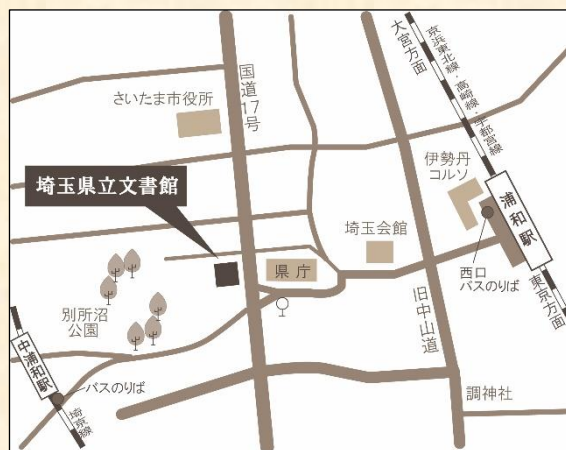 さいたま市役所
国道17号
大宮方面
京浜東北線・高崎線・宇都宮線
伊勢丹
コルソ
浦和駅
埼玉県立文書館
埼玉会館
県庁
西口
バスのりば
東京方面
別所沼
公園
旧中山道
中浦和駅
バスのりば
埼京線
調神社